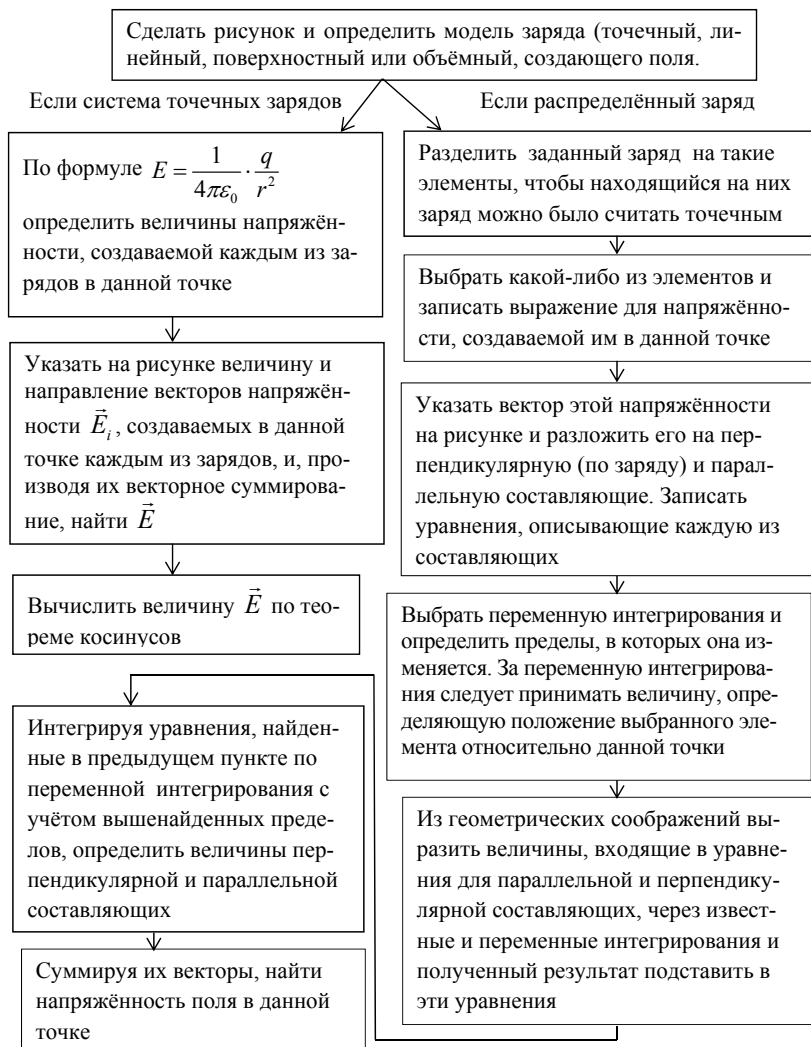 Сделать рисунок и определить модель заряда (точечный, ли-
нейный, поверхностный или объёмный, создающего поля.
Если система точечных зарядов
По формуле E = \frac{1}{4πε_0} · \frac{q}{r^2}
определить величины напряжён-
ности, создаваемой каждым из за-
рядов в данной точке
Указать на рисунке величину и
направление векторов напряжён-
ности \vec{E}_i, создаваемых в данной
точке каждым из зарядов, и, про-
изводя их векторное суммирова-
ние, найти \vec{E}
Вычислить величину \vec{E} по тео-
реме косинусов
Если распределённый заряд
Разделить заданный заряд на такие
элементы, чтобы находящийся на них
заряд можно было считать точечным
Выбрать какой-либо из элементов и
записать выражение для напряжённо-
сти, создаваемой им в данной точке
Указать вектор этой напряжённости
на рисунке и разложить его на пер-
пендикулярную (по заряду) и парал-
лельную составляющие. Записать
уравнения, описывающие каждую из
составляющих
Выбрать переменную интегрирования и
определить пределы, в которых она из-
меняется. За переменную интегрирова-
ния следует принимать величину, опре-
деляющую положение выбранного эле-
мента относительно данной точки
Из геометрических соображений вы-
разить величины, входящие в уравне-
ния для параллельной и перпендику-
лярной составляющих, через извест-
ные и переменные интегрирования и
полученный результат подставить в
эти уравнения
Интегрируя уравнения, найден-
ные в предыдущем пункте по
переменной интегрирования с
учётом вышенайденных преде-
лов, определить величины пер-
пендикулярной и параллельной
составляющих
Суммируя их векторы, найти
напряжённость поля в данной
точке